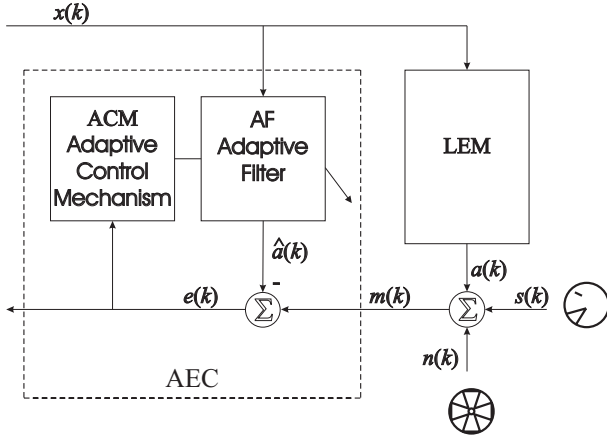 x(k)
ACM
Adaptive
Control
Mechanism
AF
Adaptive
Filter
LEM
â(k)
a(k)
-
e(k)
Σ
m(k)
Σ
s(k)
n(k)
AEC